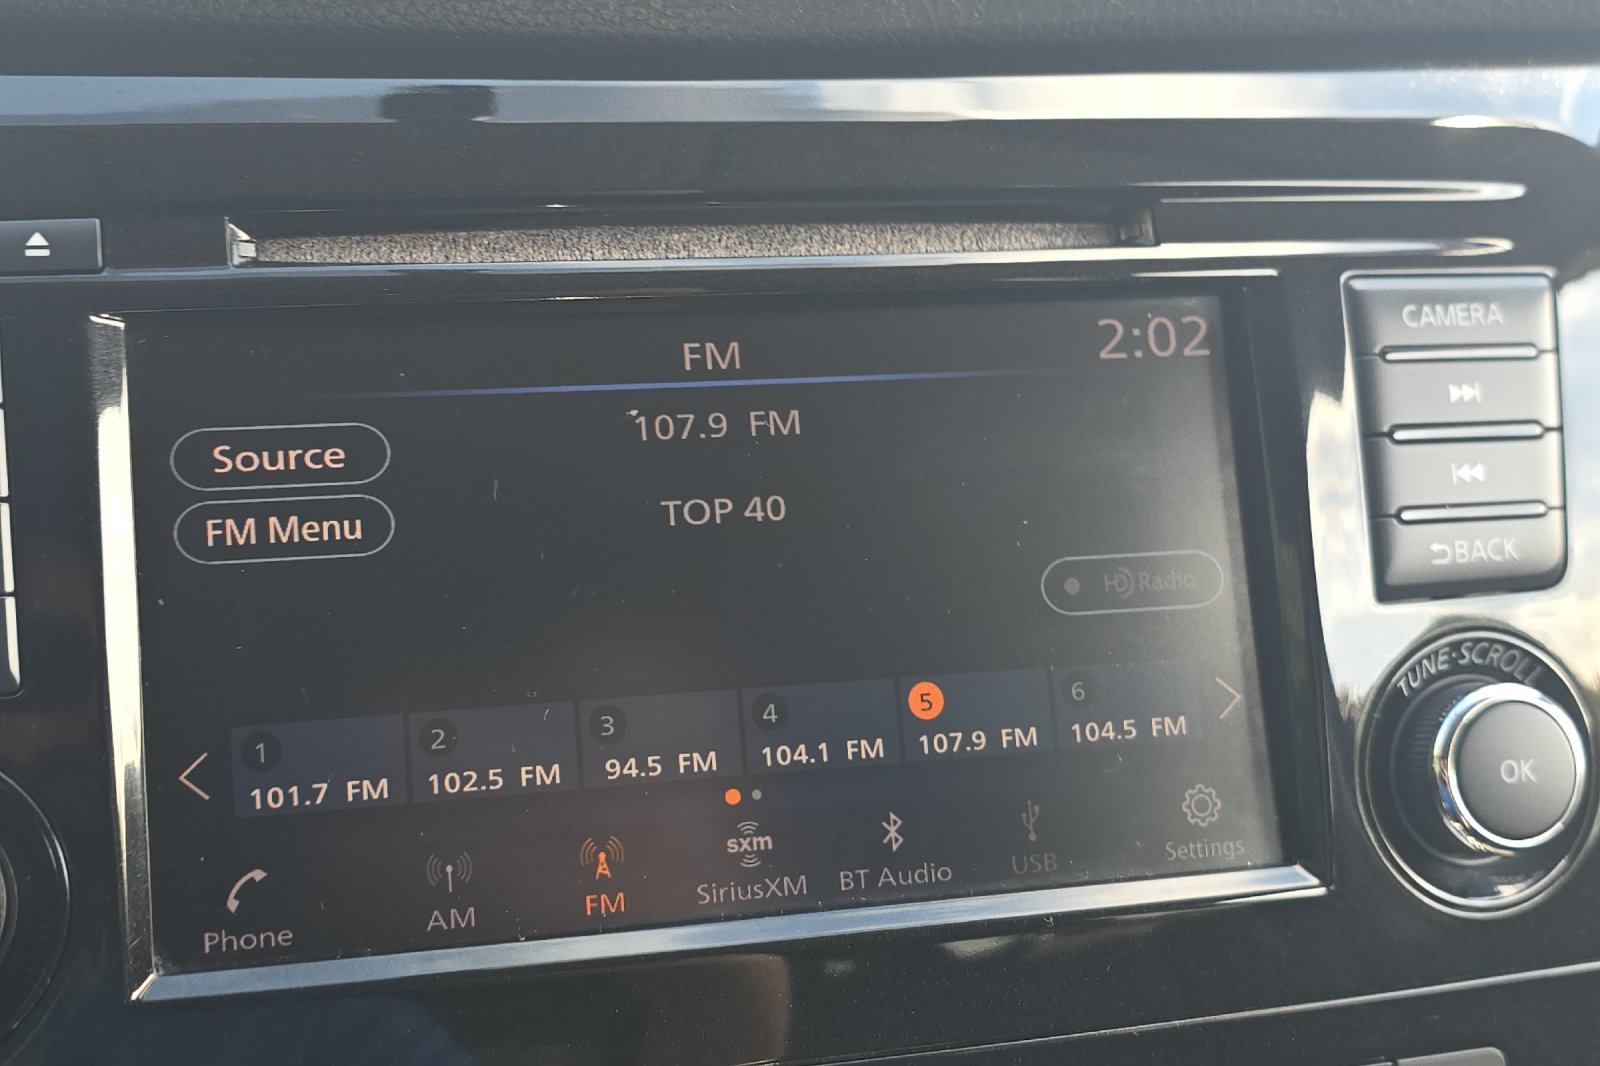 FM
2:02
107.9 FM
Source
TOP 40
FM Menu
HD Radio
1
101.7 FM
2
102.5 FM
3
94.5 FM
4
104.1 FM
5
107.9 FM
6
104.5 FM
Phone
AM
FM
sxm
SiriusXM
BT Audio
USB
Settings
CAMERA
BACK
TUNE·SCROLL
OK